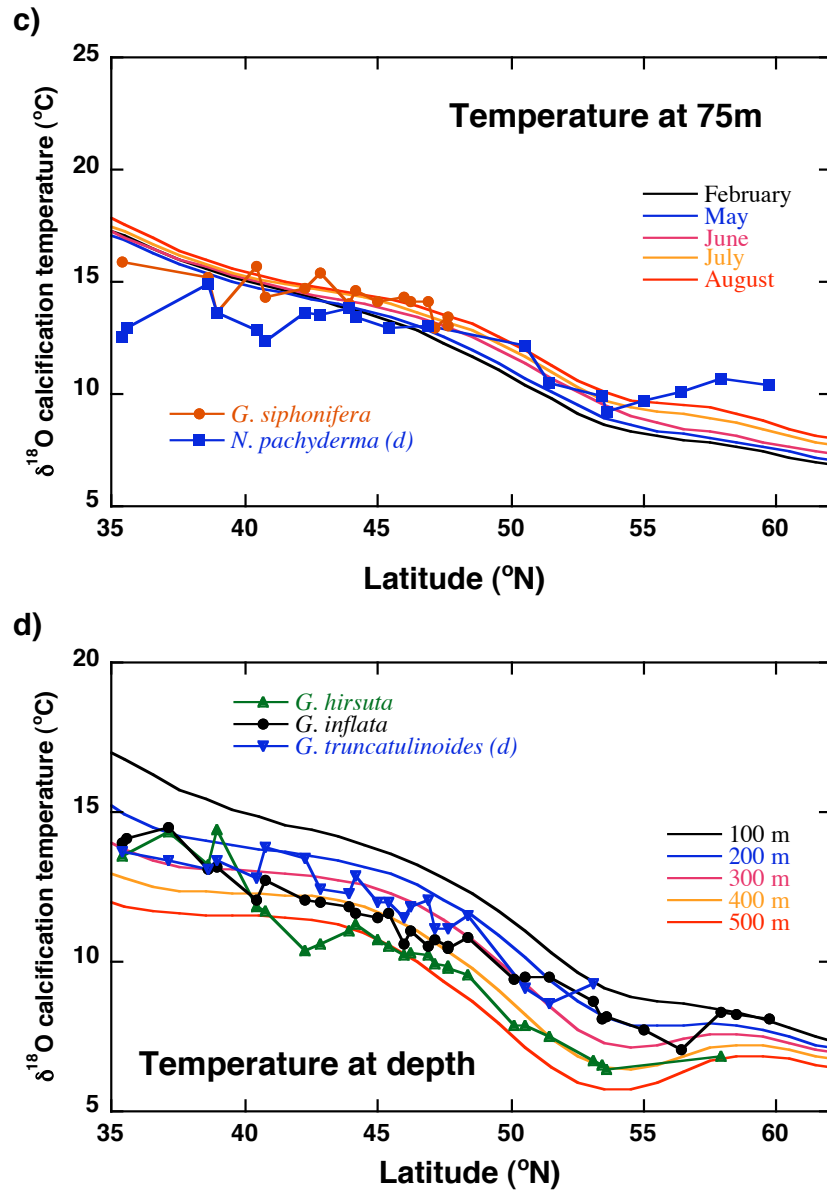 c)
25
20
15
10
5
δ18O calcification temperature (°C)
Temperature at 75m
February
May
June
July
August
G. siphonifera
N. pachyderma (d)
35 40 45 50 55 60
Latitude (°N)
d)
20
15
10
5
δ18O calcification temperature (°C)
G. hirsuta
G. inflata
G. truncatulinoides (d)
100 m
200 m
300 m
400 m
500 m
Temperature at depth
35 40 45 50 55 60
Latitude (°N)